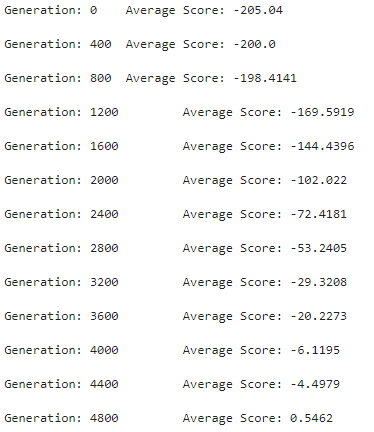 Generation: 0    Average Score: -205.04
Generation: 400  Average Score: -200.0
Generation: 800  Average Score: -198.4141
Generation: 1200         Average Score: -169.5919
Generation: 1600         Average Score: -144.4396
Generation: 2000         Average Score: -102.022
Generation: 2400         Average Score: -72.4181
Generation: 2800         Average Score: -53.2405
Generation: 3200         Average Score: -29.3208
Generation: 3600         Average Score: -20.2273
Generation: 4000         Average Score: -6.1195
Generation: 4400         Average Score: -4.4979
Generation: 4800         Average Score: 0.5462